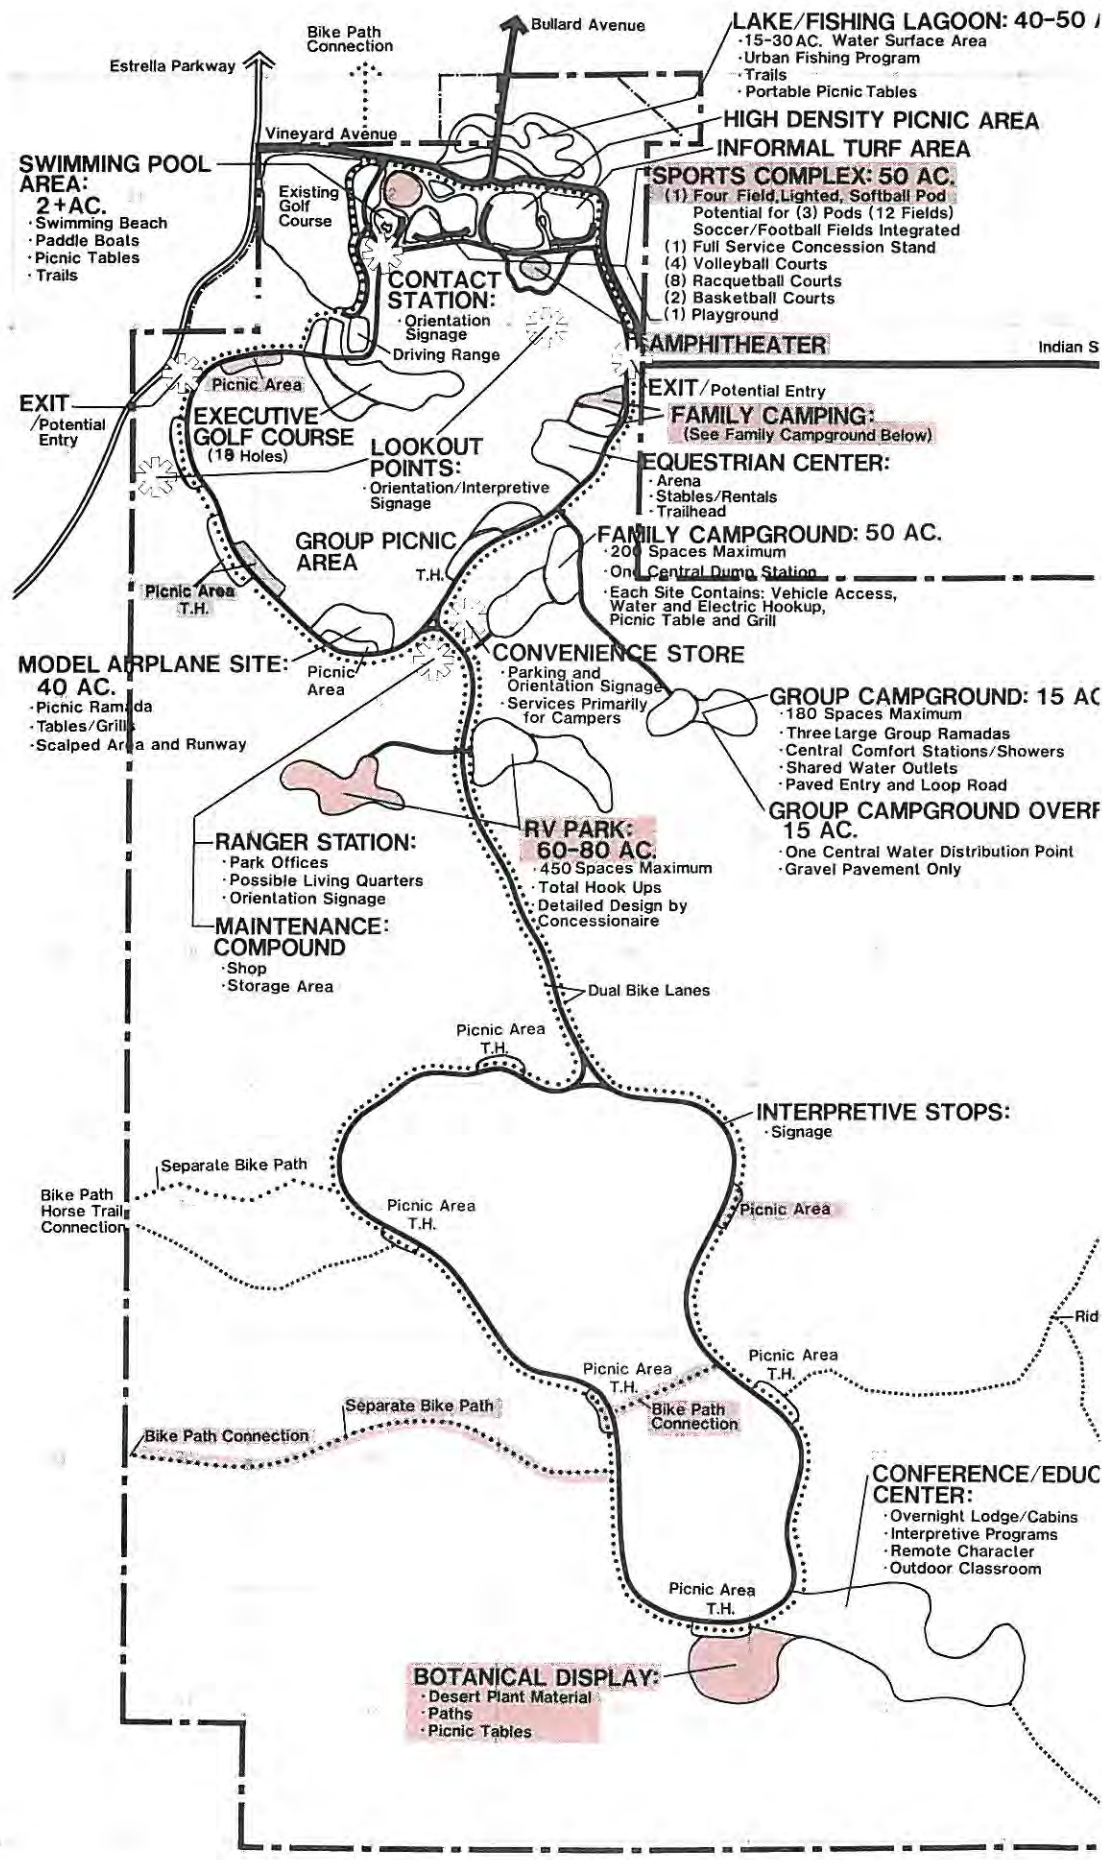 Bullard Avenue
Bike Path
Connection
Estrella Parkway
LAKE/FISHING LAGOON: 40-50
·15-30 AC. Water Surface Area
·Urban Fishing Program
·Trails
·Portable Picnic Tables
HIGH DENSITY PICNIC AREA
INFORMAL TURF AREA
Vineyard Avenue
SWIMMING POOL
AREA:
2+AC.
·Swimming Beach
·Paddle Boats
·Picnic Tables
·Trails
Existing
Golf
Course
SPORTS COMPLEX: 50 AC.
(1) Four Field, Lighted, Softball Pod
Potential for (3) Pods (12 Fields)
Soccer/Football Fields Integrated
(1) Full Service Concession Stand
(4) Volleyball Courts
(8) Racquetball Courts
(2) Basketball Courts
(1) Playground
CONTACT
STATION:
·Orientation
Signage
Driving Range
AMPHITHEATER
Indian S
Picnic Area
EXIT
/Potential
Entry
EXIT/Potential Entry
EXECUTIVE
GOLF COURSE
(18 Holes)
FAMILY CAMPING:
(See Family Campground Below)
LOOKOUT
POINTS:
·Orientation/Interpretive
Signage
EQUESTRIAN CENTER:
·Arena
·Stables/Rentals
·Trailhead
GROUP PICNIC
AREA
T.H.
FAMILY CAMPGROUND: 50 AC.
·200 Spaces Maximum
·One Central Dump Station
·Each Site Contains: Vehicle Access,
Water and Electric Hookup,
Picnic Table and Grill
Picnic Area
T.H.
MODEL AIRPLANE SITE:
40 AC.
·Picnic Ramada
·Tables/Grills
·Scalped Area and Runway
Picnic
Area
CONVENIENCE STORE
·Parking and
Orientation Signage
·Services Primarily
for Campers
GROUP CAMPGROUND: 15 AC
·180 Spaces Maximum
·Three Large Group Ramadas
·Central Comfort Stations/Showers
·Shared Water Outlets
·Paved Entry and Loop Road
GROUP CAMPGROUND OVERF
15 AC.
·One Central Water Distribution Point
·Gravel Pavement Only
RV PARK:
60-80 AC.
·450 Spaces Maximum
·Total Hook Ups
·Detailed Design by
Concessionaire
RANGER STATION:
·Park Offices
·Possible Living Quarters
·Orientation Signage
MAINTENANCE:
COMPOUND
·Shop
·Storage Area
Dual Bike Lanes
Picnic Area
T.H.
INTERPRETIVE STOPS:
·Signage
Separate Bike Path
Bike Path
Horse Trail
Connection
Picnic Area
T.H.
Picnic Area
Rid
Picnic Area
T.H.
Picnic Area
T.H.
Bike Path
Connection
Separate Bike Path
Bike Path Connection
CONFERENCE/EDUC
CENTER:
·Overnight Lodge/Cabins
·Interpretive Programs
·Remote Character
·Outdoor Classroom
Picnic Area
T.H.
BOTANICAL DISPLAY:
·Desert Plant Material
·Paths
·Picnic Tables